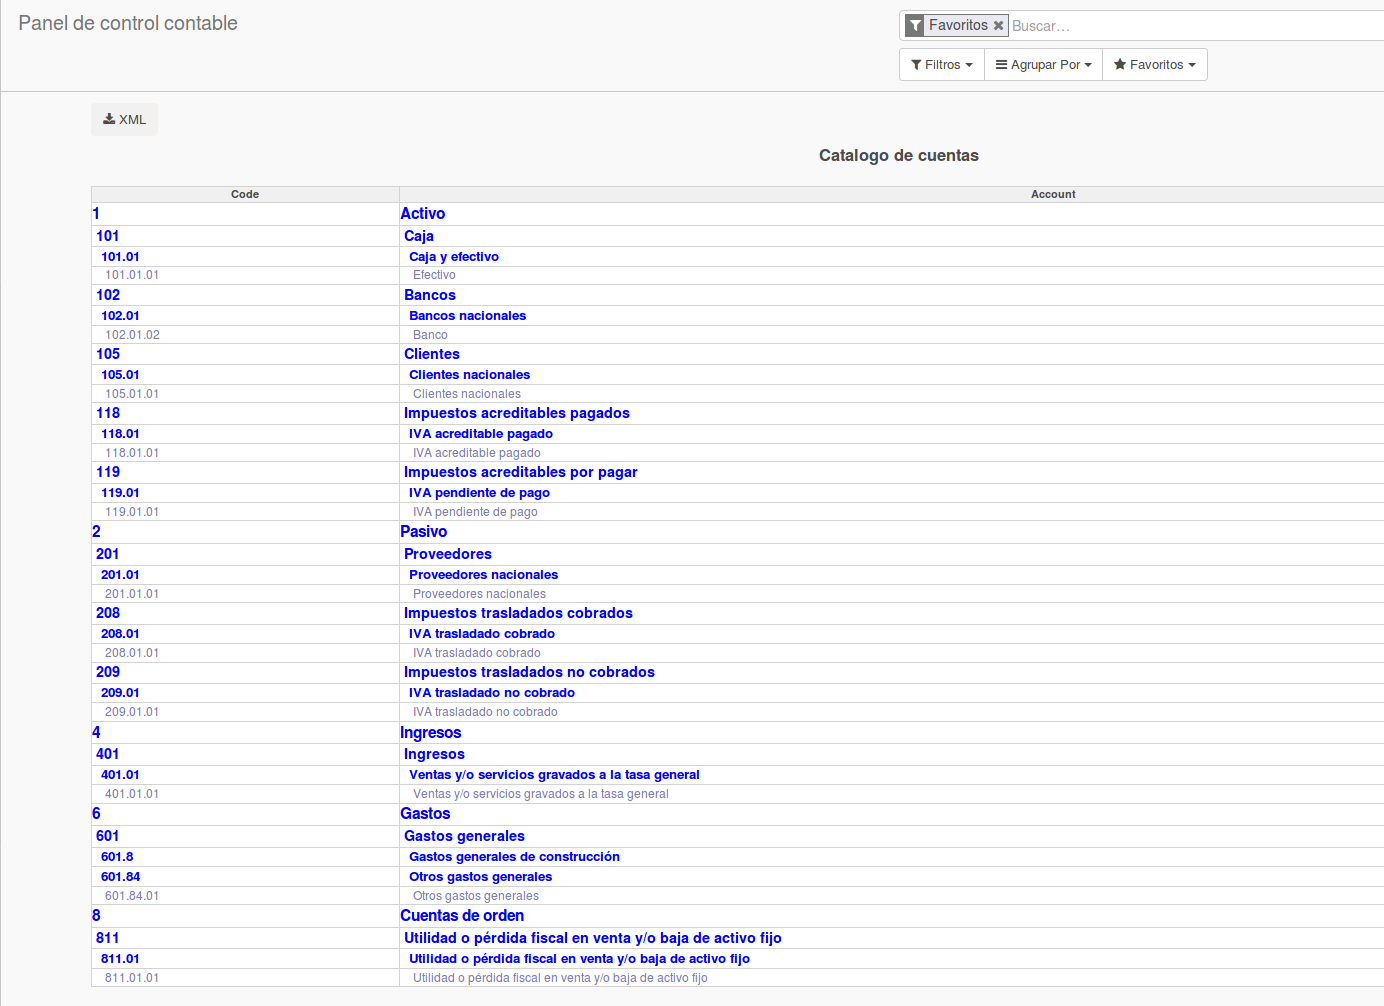 Panel de control contable
Favoritos ✖ Buscar...
Filtros Agrupar Por Favoritos
XML
Catalogo de cuentas
Code Account
1 Activo
101 Caja
101.01 Caja y efectivo
101.01.01 Efectivo
102 Bancos
102.01 Bancos nacionales
102.01.02 Banco
105 Clientes
105.01 Clientes nacionales
105.01.01 Clientes nacionales
118 Impuestos acreditables pagados
118.01 IVA acreditable pagado
118.01.01 IVA acreditable pagado
119 Impuestos acreditables por pagar
119.01 IVA pendiente de pago
119.01.01 IVA pendiente de pago
2 Pasivo
201 Proveedores
201.01 Proveedores nacionales
201.01.01 Proveedores nacionales
208 Impuestos trasladados cobrados
208.01 IVA trasladado cobrado
208.01.01 IVA trasladado cobrado
209 Impuestos trasladados no cobrados
209.01 IVA trasladado no cobrado
209.01.01 IVA trasladado no cobrado
4 Ingresos
401 Ingresos
401.01 Ventas y/o servicios gravados a la tasa general
401.01.01 Ventas y/o servicios gravados a la tasa general
6 Gastos
601 Gastos generales
601.8 Gastos generales de construcción
601.84 Otros gastos generales
601.84.01 Otros gastos generales
8 Cuentas de orden
811 Utilidad o pérdida fiscal en venta y/o baja de activo fijo
811.01 Utilidad o pérdida fiscal en venta y/o baja de activo fijo
811.01.01 Utilidad o pérdida fiscal en venta y/o baja de activo fijo